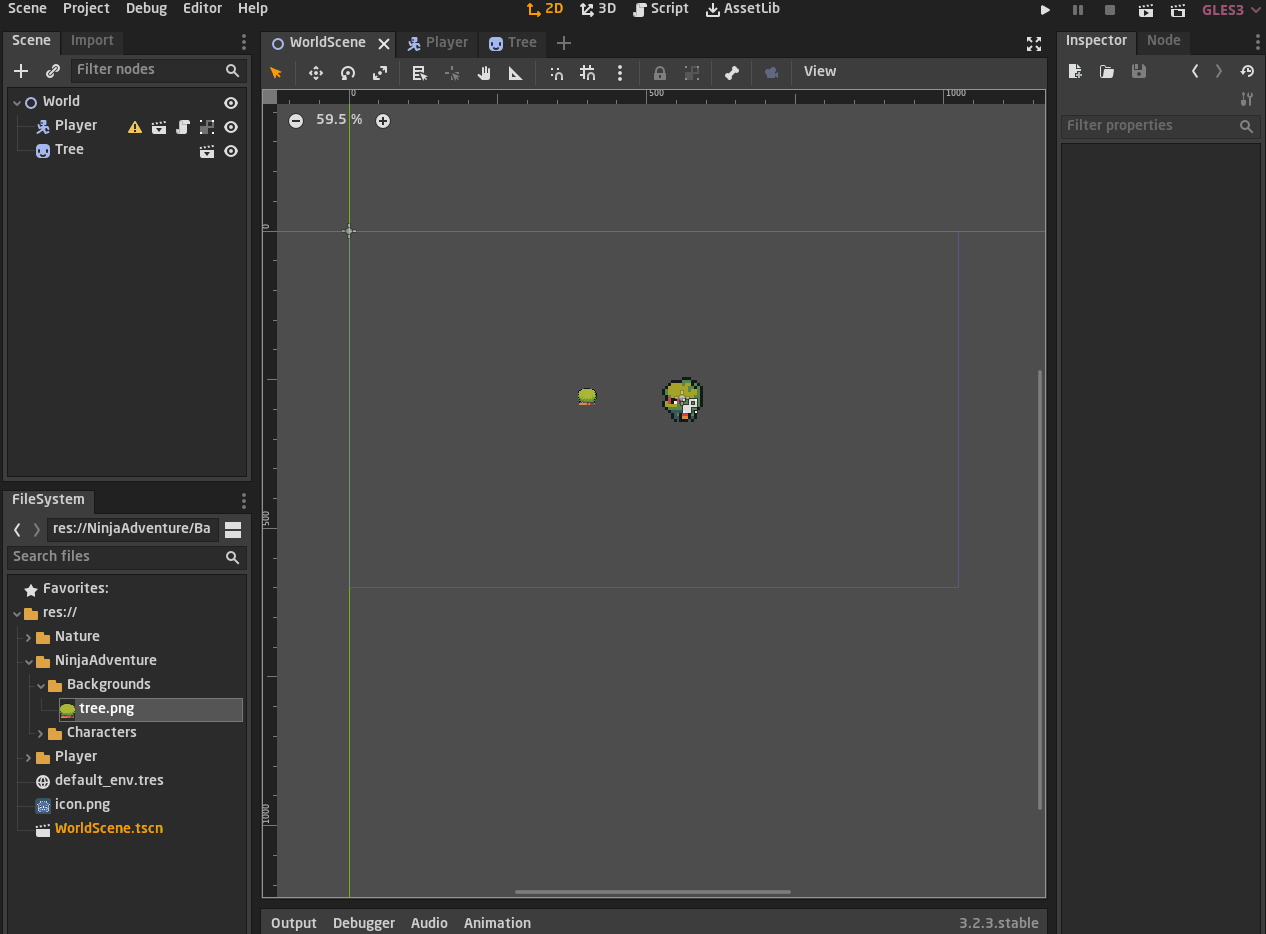 Scene Project Debug Editor Help 2D 3D Script AssetLib GLES3
Scene Import
WorldScene Player Tree
Inspector Node
Filter nodes
View
World
Player
Tree
0 500 1000
59.5 %
0
500
1000
Filter properties
FileSystem
res://NinjaAdventure/Ba
Search files
Favorites:
res://
Nature
NinjaAdventure
Backgrounds
tree.png
Characters
Player
default_env.tres
icon.png
WorldScene.tscn
Output Debugger Audio Animation 3.2.3.stable